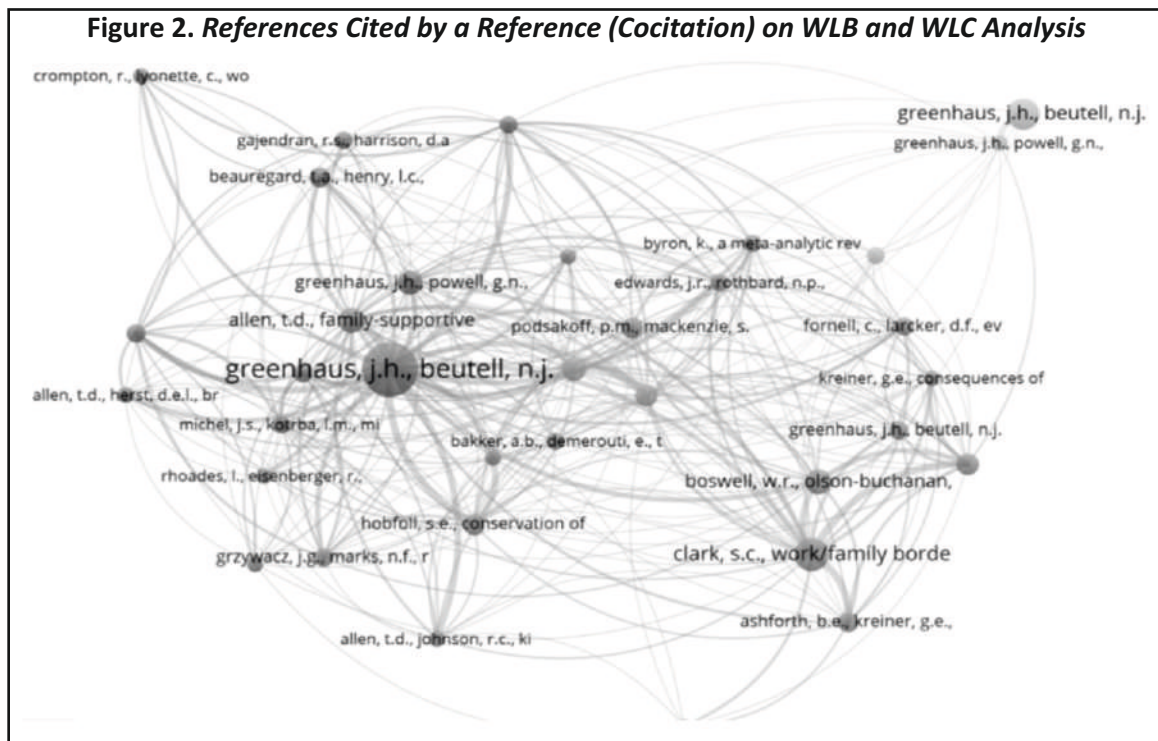 Figure 2. References Cited by a Reference (Cocitation) on WLB and WLC Analysis
crompton, r., lyonette, c., wo
greenhaus, j.h., beutell, n.j.
gajendran, r.s., harrison, d.a
greenhaus, j.h., powell, g.n.,
beauregard, t.a., henry, l.c.,
byron, k., a meta-analytic rev
greenhaus, j.h., powell, g.n.,
edwards, j.r., rothbard, n.p.,
allen, t.d., family-supportive
podsakoff, p.m., mackenzie, s.
fornell, c., larcker, d.f., ev
greenhaus, j.h., beutell, n.j.
kreiner, g.e., consequences of
allen, t.d., herst, d.e.l., br
michel, j.s., kotrba, l.m., mi
greenhaus, j.h., beutell, n.j.
bakker, a.b., demerouti, e., t
rhoades, l., eisenberger, r.,
boswell, w.r., olson-buchanan,
hobfoll, s.e., conservation of
grzywacz, j.g., marks, n.f., r
clark, s.c., work/family borde
ashforth, b.e., kreiner, g.e.,
allen, t.d., johnson, r.c., ki